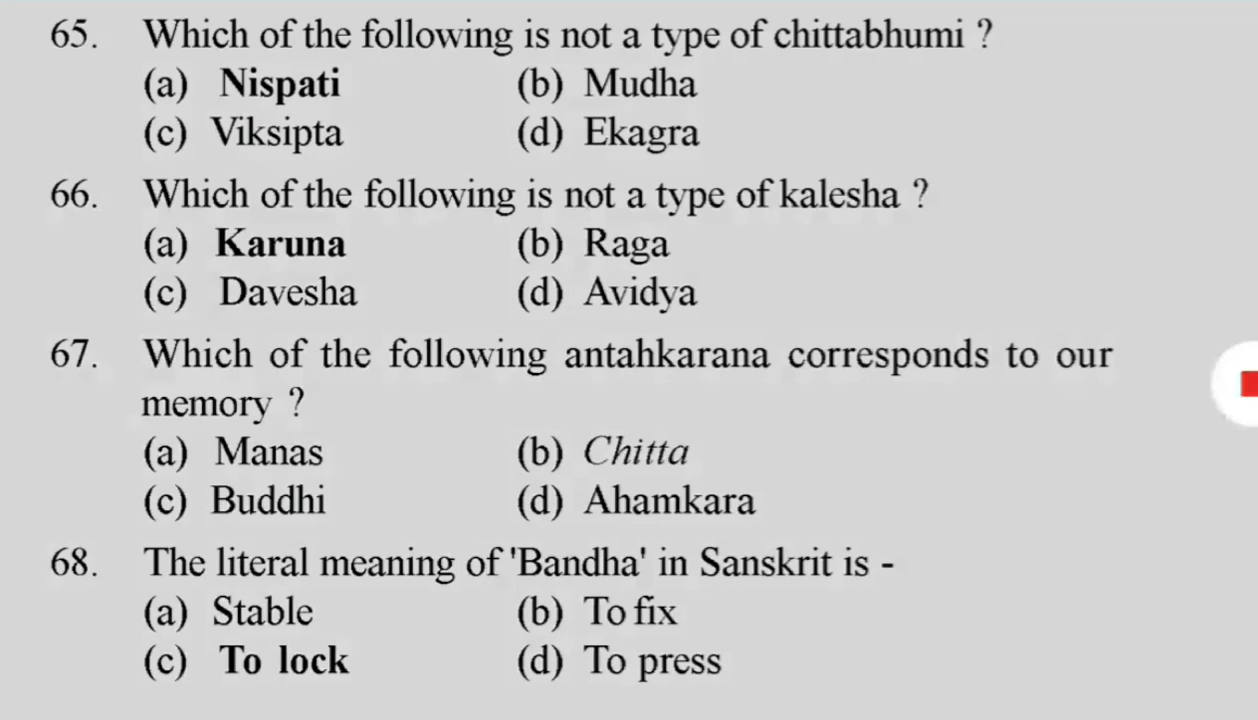 65. Which of the following is not a type of chittabhumi ?
(a) Nispati (b) Mudha
(c) Viksipta (d) Ekagra
66. Which of the following is not a type of kalesha ?
(a) Karuna (b) Raga
(c) Davesha (d) Avidya
67. Which of the following antahkarana corresponds to our
memory ?
(a) Manas (b) Chitta
(c) Buddhi (d) Ahamkara
68. The literal meaning of 'Bandha' in Sanskrit is -
(a) Stable (b) To fix
(c) To lock (d) To press